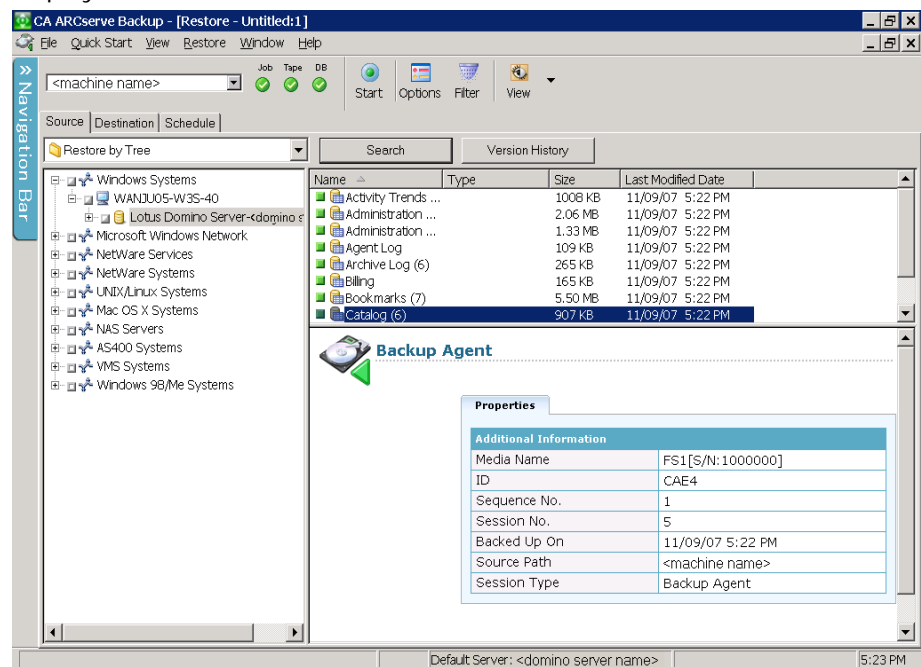 CA ARCserve Backup - [Restore - Untitled:1]
File Quick Start View Restore Window Help
» Navigation Bar
<machine name>
Job Tape DB
Start Options Filter View
Source Destination Schedule
Restore by Tree
Search Version History
Windows Systems
WANJU05-W3S-40
Lotus Domino Server-<domino s
Microsoft Windows Network
NetWare Services
NetWare Systems
UNIX/Linux Systems
Mac OS X Systems
NAS Servers
AS400 Systems
VMS Systems
Windows 98/Me Systems
Name Type Size Last Modified Date
Activity Trends ... 1008 KB 11/09/07 5:22 PM
Administration ... 2.06 MB 11/09/07 5:22 PM
Administration ... 1.33 MB 11/09/07 5:22 PM
Agent Log 109 KB 11/09/07 5:22 PM
Archive Log (6) 265 KB 11/09/07 5:22 PM
Billing 165 KB 11/09/07 5:22 PM
Bookmarks (7) 5.50 MB 11/09/07 5:22 PM
Catalog (6) 907 KB 11/09/07 5:22 PM
Backup Agent
Properties
Additional Information
Media Name FS1[S/N:1000000]
ID CAE4
Sequence No. 1
Session No. 5
Backed Up On 11/09/07 5:22 PM
Source Path <machine name>
Session Type Backup Agent
Default Server: <domino server name>
5:23 PM